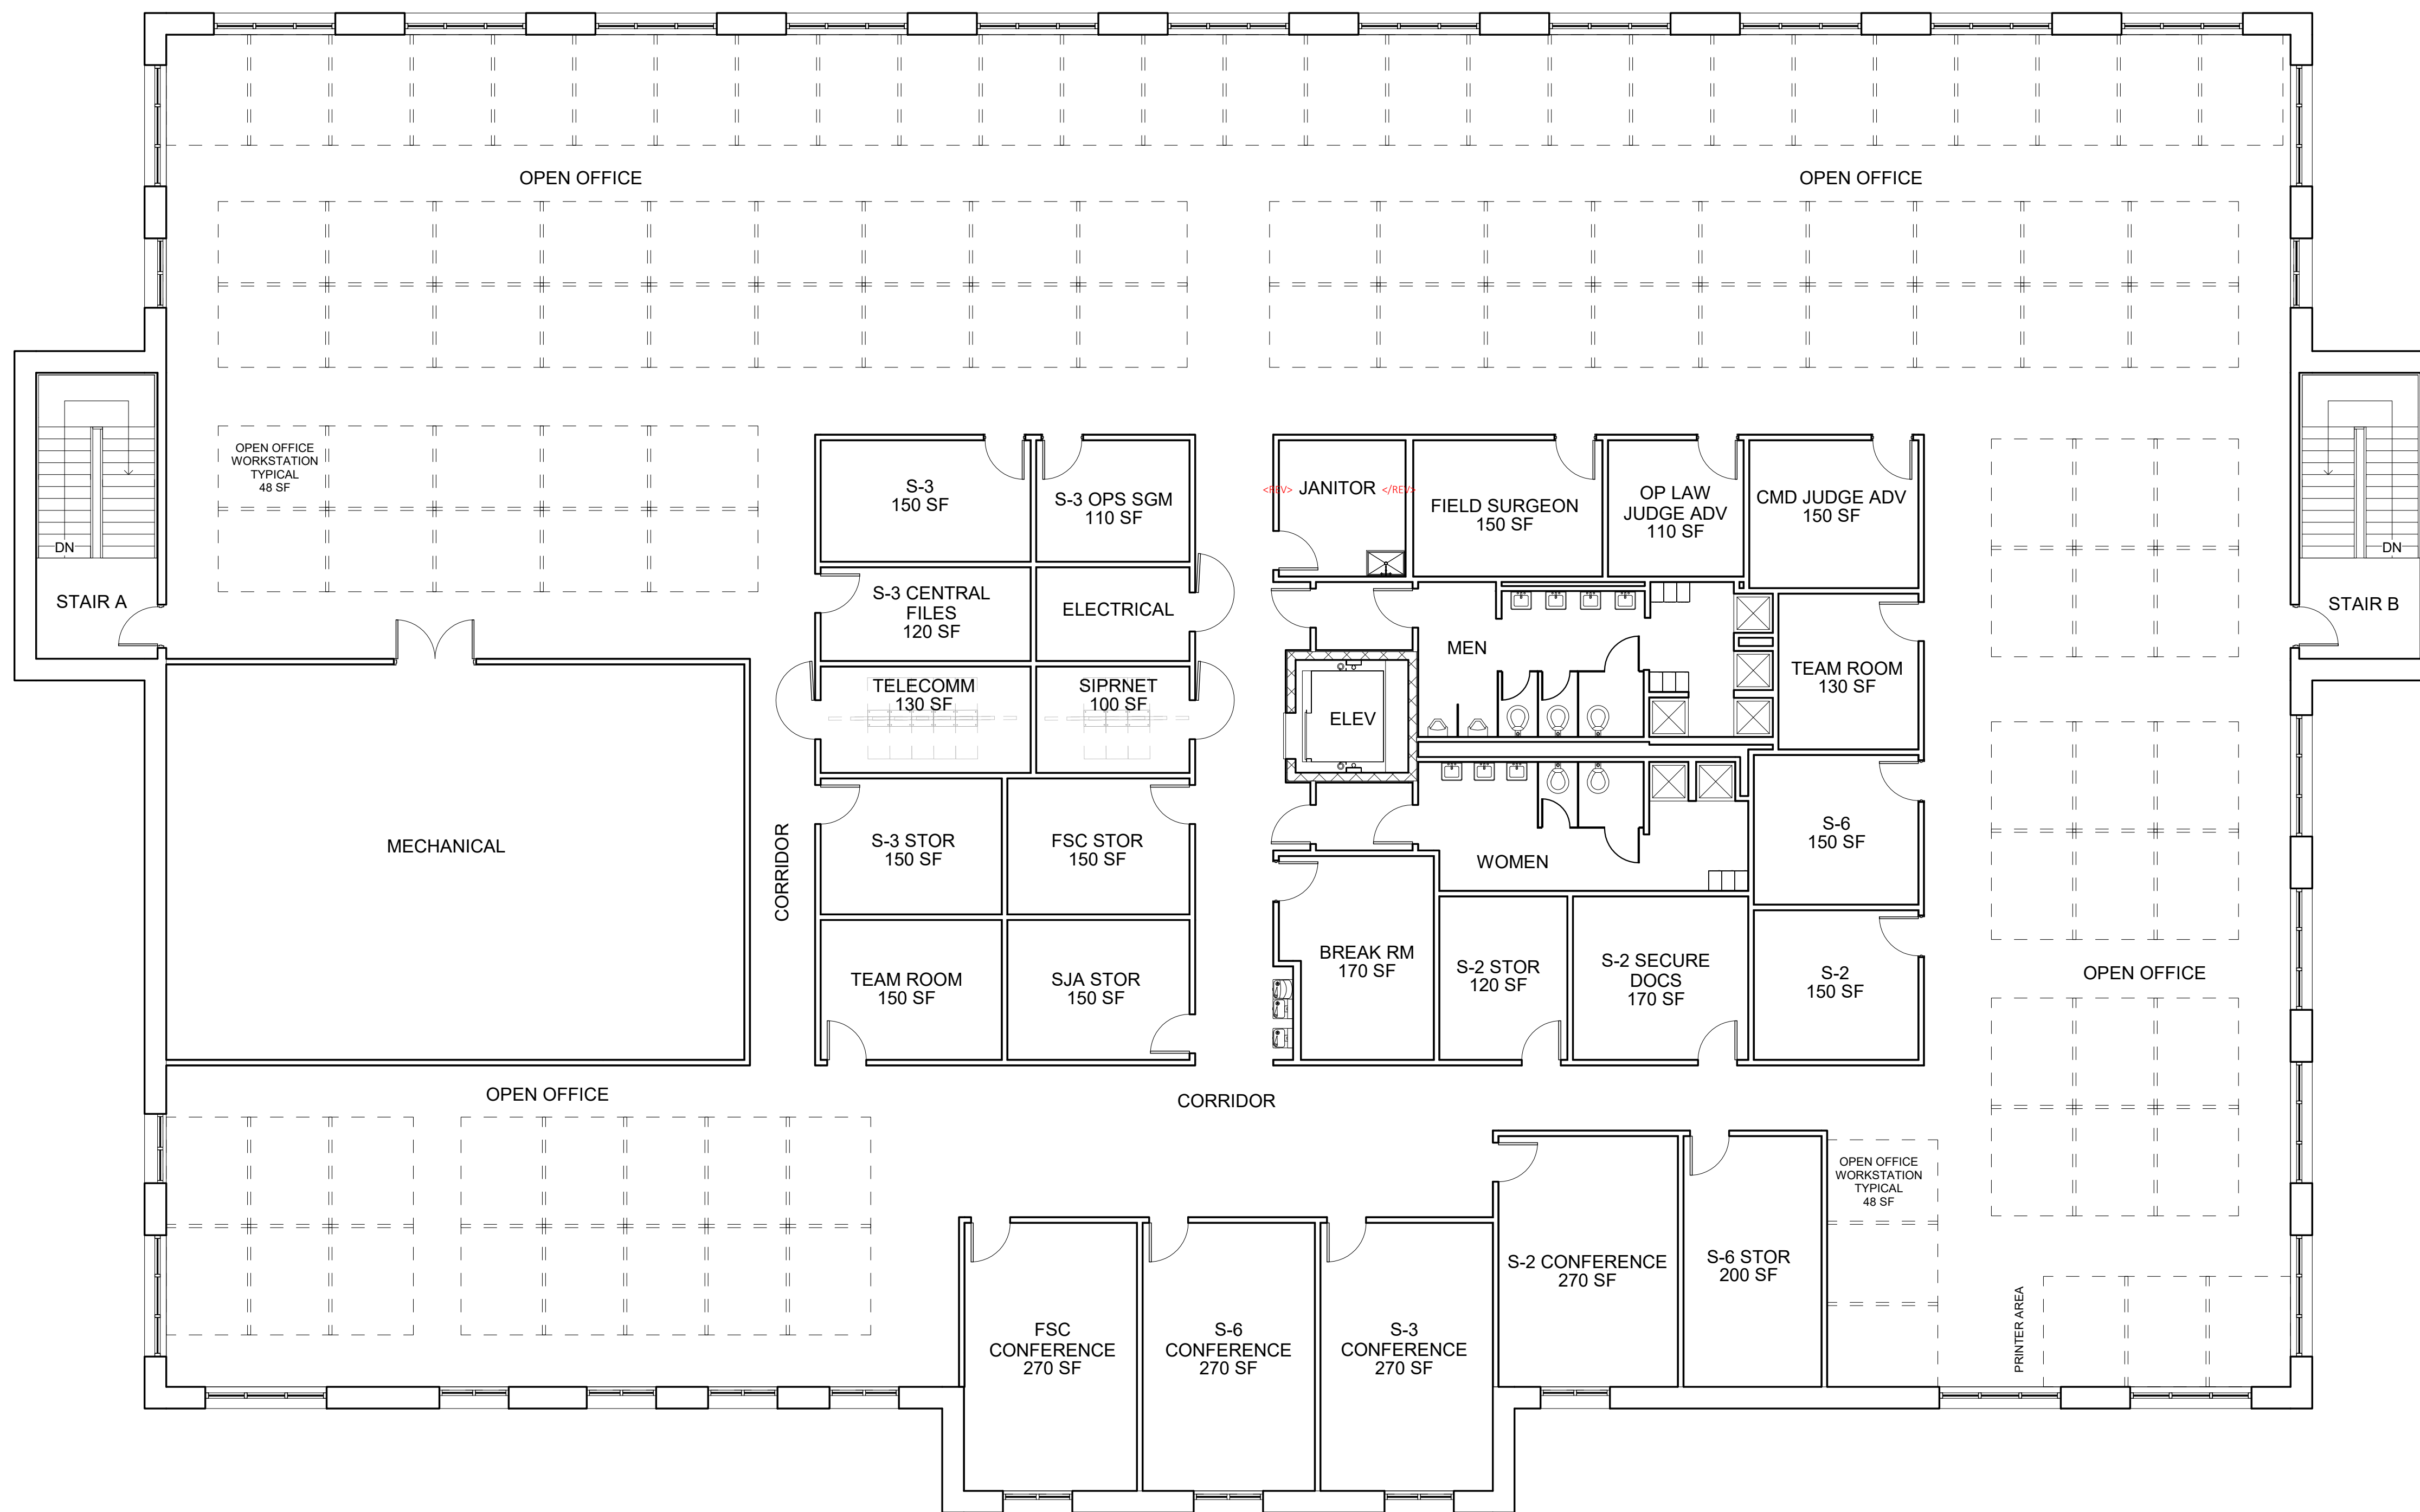 OPEN OFFICE
OPEN OFFICE
OPEN OFFICE
WORKSTATION
TYPICAL
48 SF
S-3
150 SF
S-3 OPS SGM
110 SF
<REV> JANITOR </REV>
FIELD SURGEON
150 SF
OP LAW
JUDGE ADV
110 SF
CMD JUDGE ADV
150 SF
DN
DN
STAIR A
STAIR B
S-3 CENTRAL
FILES
120 SF
ELECTRICAL
MEN
TEAM ROOM
130 SF
TELECOMM
130 SF
SIPRNET
100 SF
ELEV
MECHANICAL
CORRIDOR
S-3 STOR
150 SF
FSC STOR
150 SF
WOMEN
S-6
150 SF
TEAM ROOM
150 SF
SJA STOR
150 SF
BREAK RM
170 SF
S-2 STOR
120 SF
S-2 SECURE
DOCS
170 SF
S-2
150 SF
OPEN OFFICE
OPEN OFFICE
CORRIDOR
OPEN OFFICE
WORKSTATION
TYPICAL
48 SF
S-2 CONFERENCE
270 SF
S-6 STOR
200 SF
PRINTER AREA
FSC
CONFERENCE
270 SF
S-6
CONFERENCE
270 SF
S-3
CONFERENCE
270 SF